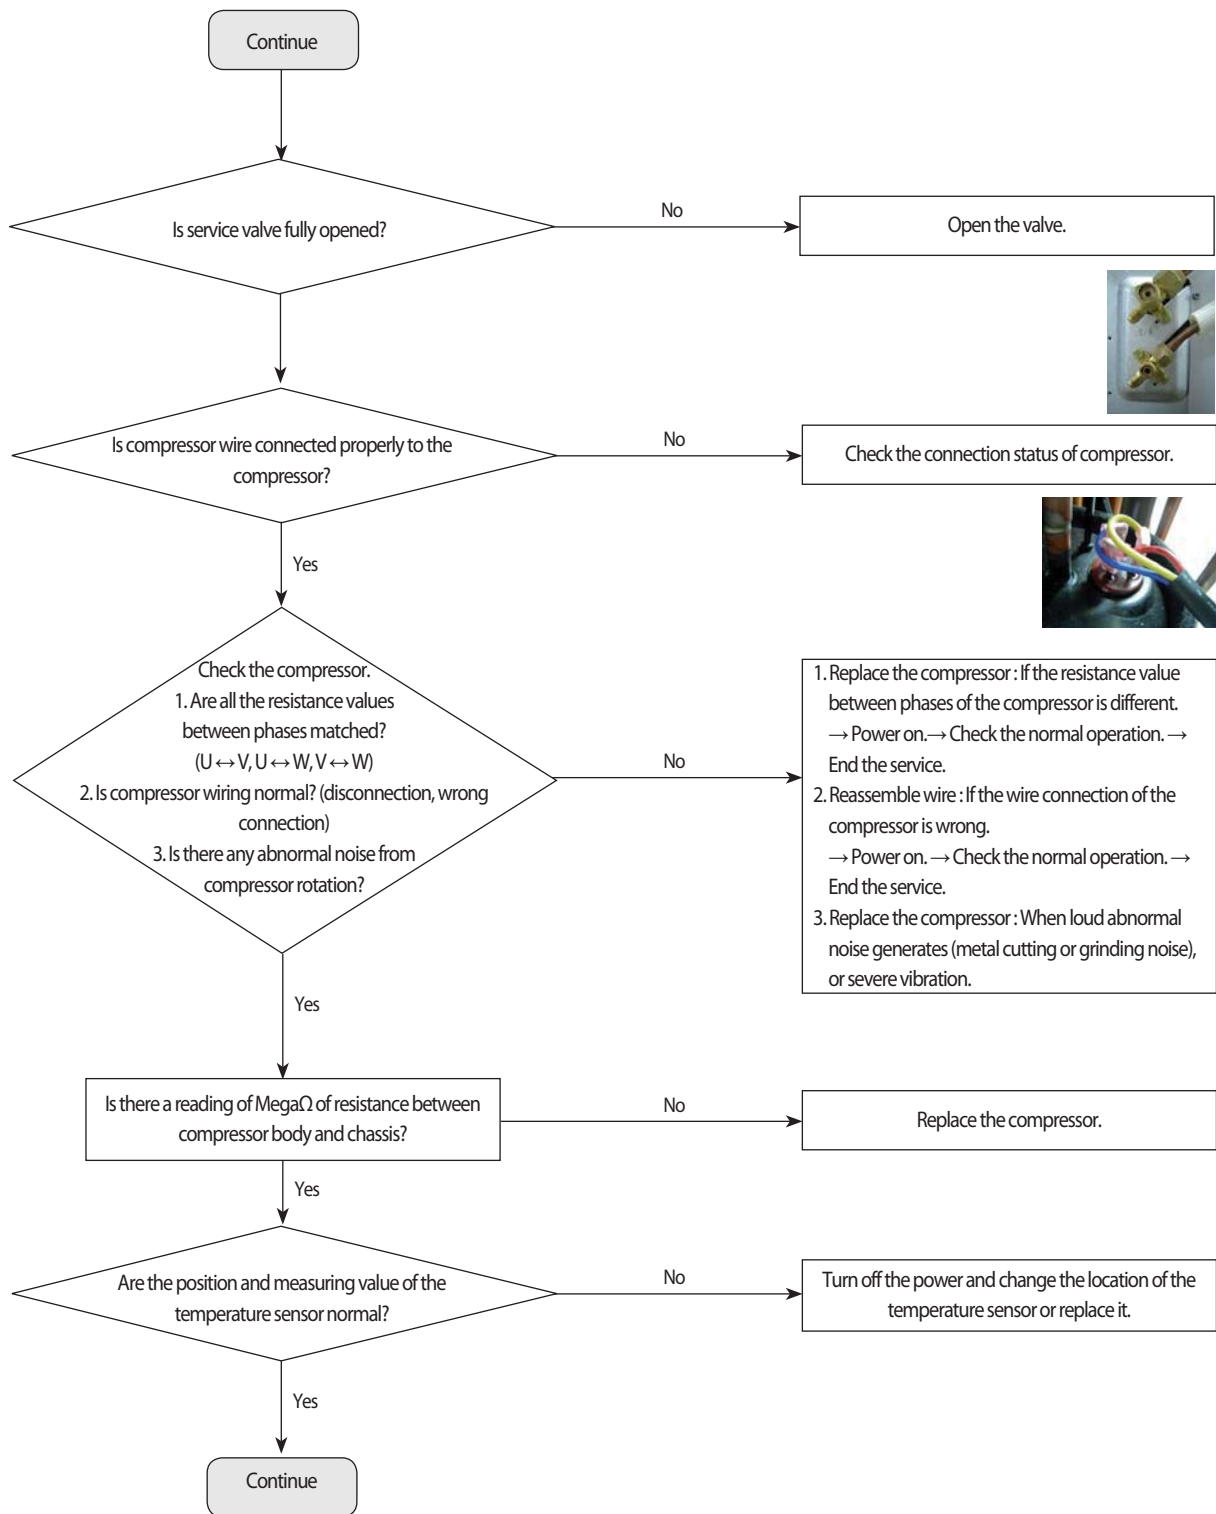 Continue
Is service valve fully opened?
No
Open the valve.
Is compressor wire connected properly to the
compressor?
No
Check the connection status of compressor.
Yes
Check the compressor.
1. Are all the resistance values
between phases matched?
(U ↔ V, U ↔ W, V ↔ W)
2. Is compressor wiring normal? (disconnection, wrong
connection)
3. Is there any abnormal noise from
compressor rotation?
No
1. Replace the compressor : If the resistance value
between phases of the compressor is different.
→ Power on.→ Check the normal operation. →
End the service.
2. Reassemble wire : If the wire connection of the
compressor is wrong.
→ Power on. → Check the normal operation. →
End the service.
3. Replace the compressor : When loud abnormal
noise generates (metal cutting or grinding noise),
or severe vibration.
Yes
Is there a reading of MegaΩ of resistance between
compressor body and chassis?
No
Replace the compressor.
Yes
Are the position and measuring value of the
temperature sensor normal?
No
Turn off the power and change the location of the
temperature sensor or replace it.
Yes
Continue